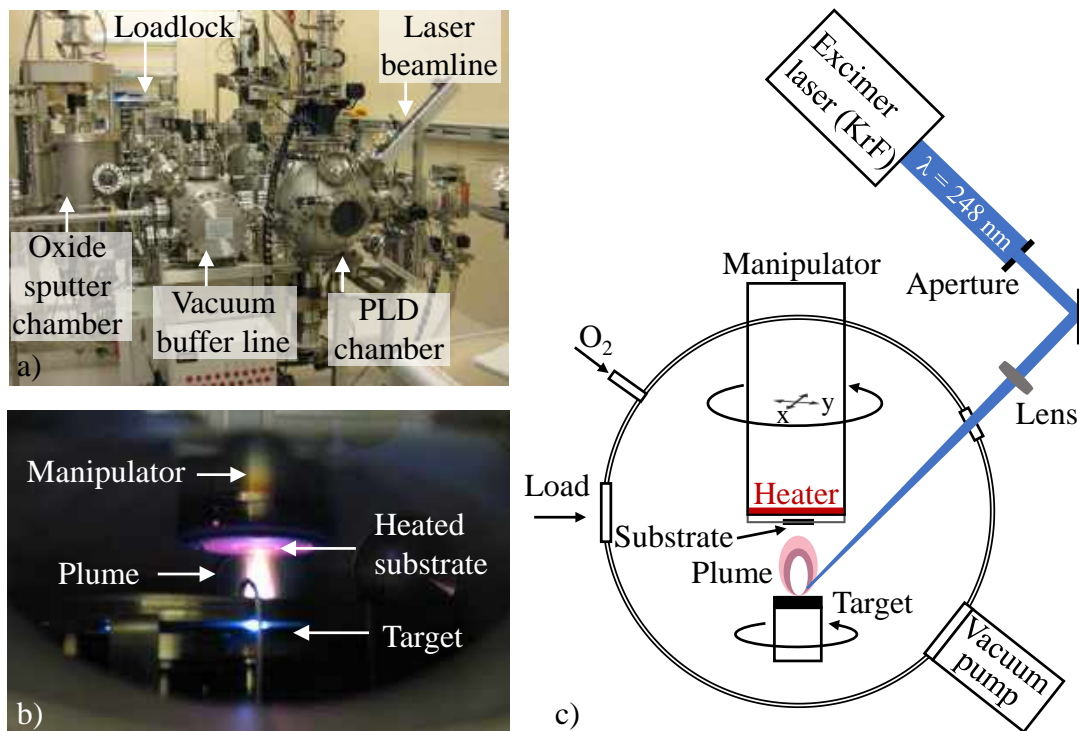 Loadlock
Laser
beamline
Oxide
sputter
chamber
Vacuum
buffer line
PLD
chamber
a)
Manipulator
Heated
substrate
Plume
Target
b)
Excimer
laser (KrF)
λ = 248 nm
Aperture
Manipulator
O₂
x
y
Lens
Load
Heater
Substrate
Plume
Target
Vacuum
pump
c)